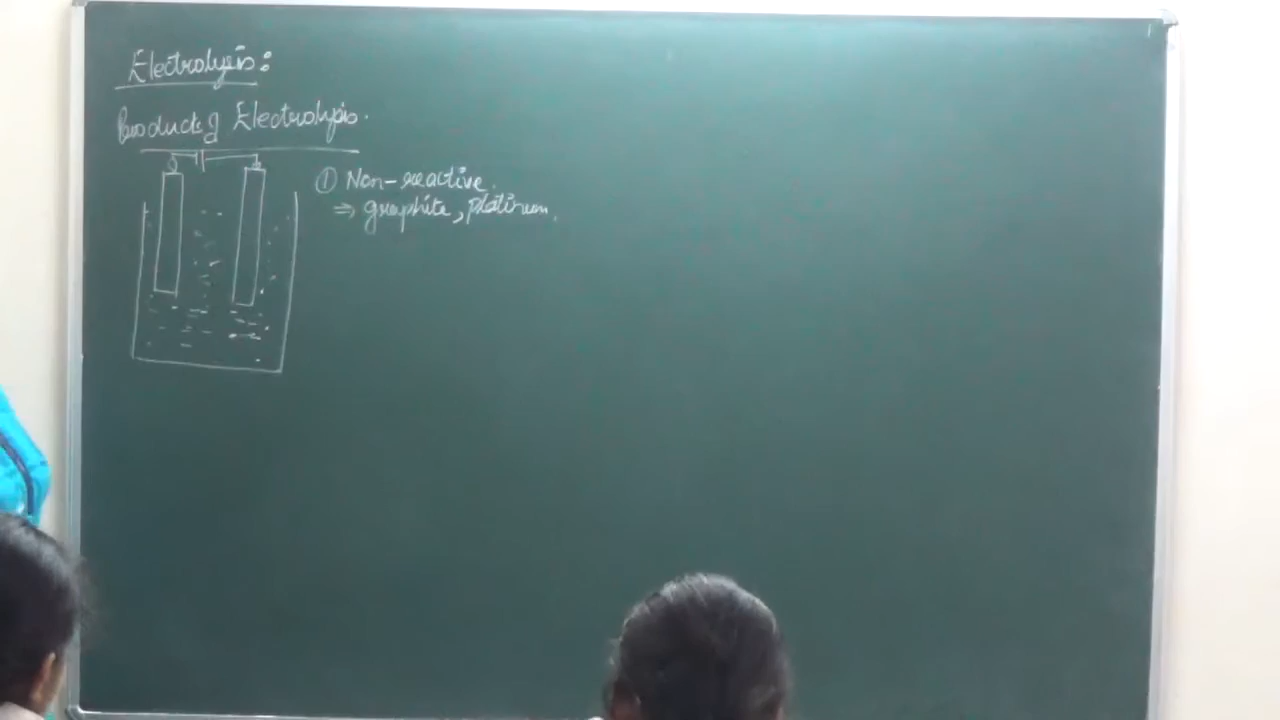 Electrolysis:
Products of Electrolysis.
① Non-reactive.
⇒ graphite, platinum.